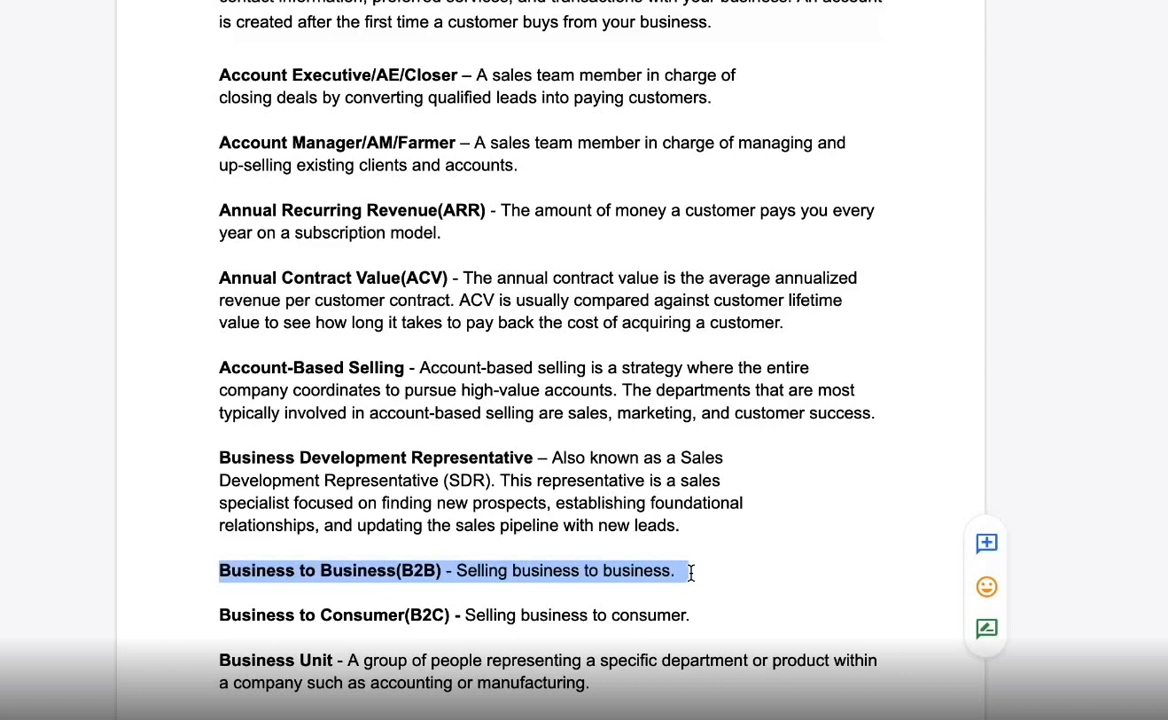 is created after the first time a customer buys from your business.
Account Executive/AE/Closer – A sales team member in charge of
closing deals by converting qualified leads into paying customers.
Account Manager/AM/Farmer – A sales team member in charge of managing and
up-selling existing clients and accounts.
Annual Recurring Revenue(ARR) - The amount of money a customer pays you every
year on a subscription model.
Annual Contract Value(ACV) - The annual contract value is the average annualized
revenue per customer contract. ACV is usually compared against customer lifetime
value to see how long it takes to pay back the cost of acquiring a customer.
Account-Based Selling - Account-based selling is a strategy where the entire
company coordinates to pursue high-value accounts. The departments that are most
typically involved in account-based selling are sales, marketing, and customer success.
Business Development Representative – Also known as a Sales
Development Representative (SDR). This representative is a sales
specialist focused on finding new prospects, establishing foundational
relationships, and updating the sales pipeline with new leads.
Business to Business(B2B) - Selling business to business.
Business to Consumer(B2C) - Selling business to consumer.
Business Unit - A group of people representing a specific department or product within
a company such as accounting or manufacturing.